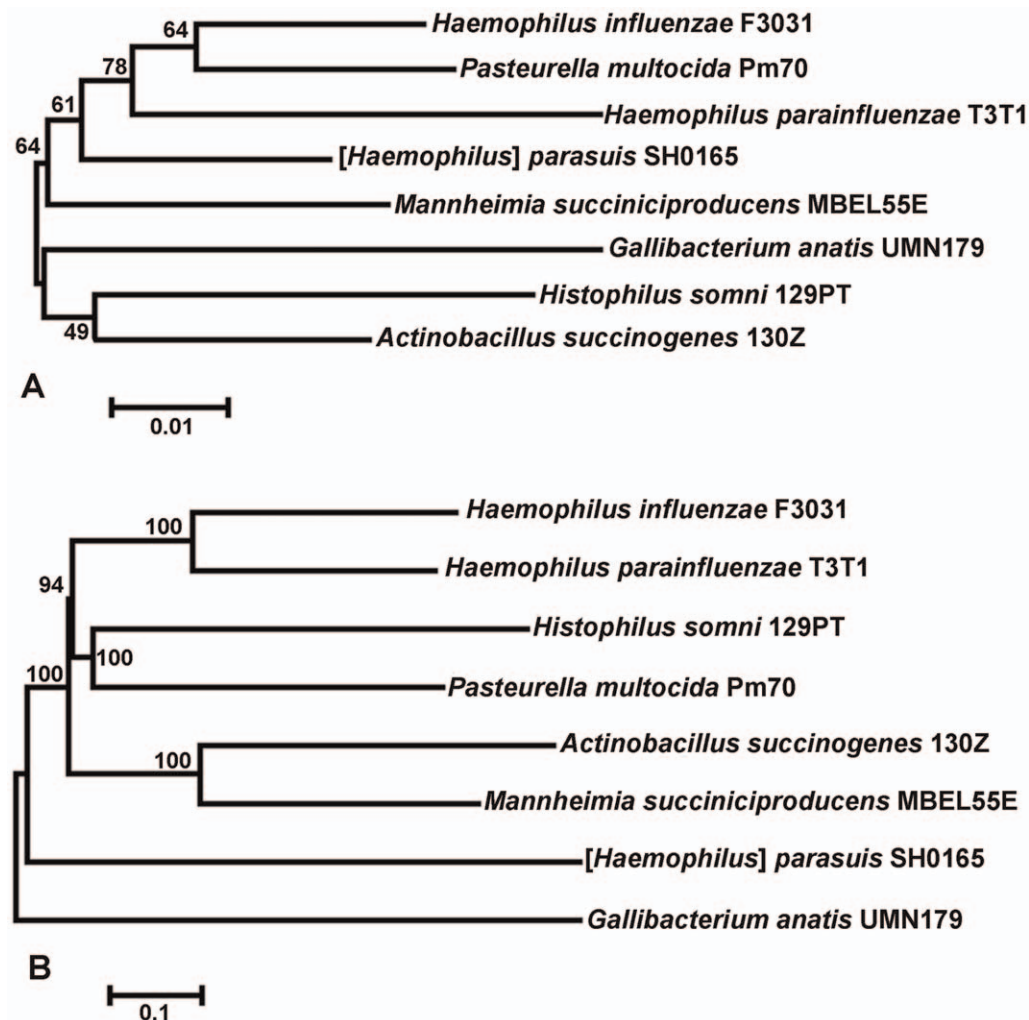 64
Haemophilus influenzae F3031
78
Pasteurella multocida Pm70
61
Haemophilus parainfluenzae T3T1
64
[Haemophilus] parasuis SH0165
Mannheimia succiniciproducens MBEL55E
Gallibacterium anatis UMN179
Histophilus somni 129PT
49
Actinobacillus succinogenes 130Z
A
0.01
Haemophilus influenzae F3031
100
Haemophilus parainfluenzae T3T1
94
Histophilus somni 129PT
100
100
Pasteurella multocida Pm70
Actinobacillus succinogenes 130Z
100
Mannheimia succiniciproducens MBEL55E
[Haemophilus] parasuis SH0165
Gallibacterium anatis UMN179
B
0.1